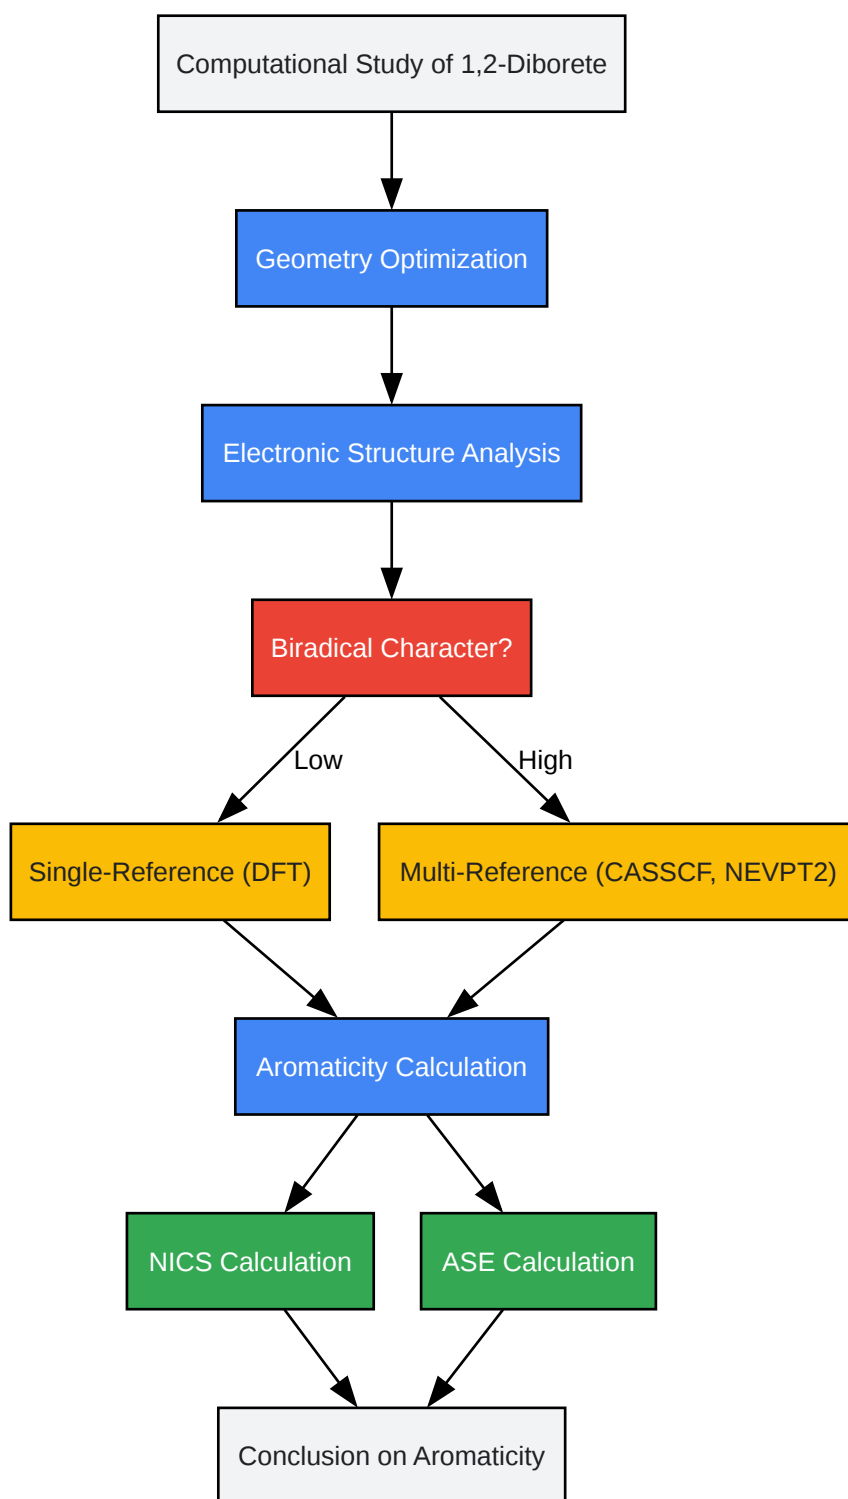 Computational Study of 1,2-Diborete
Geometry Optimization
Electronic Structure Analysis
Biradical Character?
Low
High
Single-Reference (DFT)
Multi-Reference (CASSCF, NEVPT2)
Aromaticity Calculation
NICS Calculation
ASE Calculation
Conclusion on Aromaticity